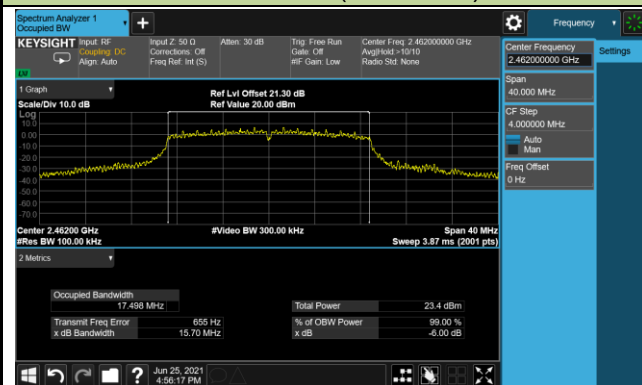 Spectrum Analyzer 1
Occupied BW
Frequency
KEYSIGHT
Input: RF
Coupling: DC
Align: Auto
Input Z: 50 Ω
Corrections: Off
Freq Ref: Int (S)
Atten: 30 dB
Trig: Free Run
Gate: Off
#IF Gain: Low
Center Freq: 2.462000000 GHz
Avg|Hold:>10/10
Radio Std: None
Center Frequency
2.462000000 GHz
Settings
Span
40.000 MHz
CF Step
4.000000 MHz
Auto
Man
Freq Offset
0 Hz
1 Graph
Scale/Div 10.0 dB
Ref Lvl Offset 21.30 dB
Ref Value 20.00 dBm
Log
10.0
0.00
-10.0
-20.0
-30.0
-40.0
-50.0
-60.0
-70.0
Center 2.46200 GHz
#Res BW 100.00 kHz
#Video BW 300.00 kHz
Span 40 MHz
Sweep 3.87 ms (2001 pts)
2 Metrics
Occupied Bandwidth
17.498 MHz
Total Power 23.4 dBm
Transmit Freq Error 655 Hz
% of OBW Power 99.00 %
x dB Bandwidth 15.70 MHz
x dB -6.00 dB
Jun 25, 2021
4:56:17 PM